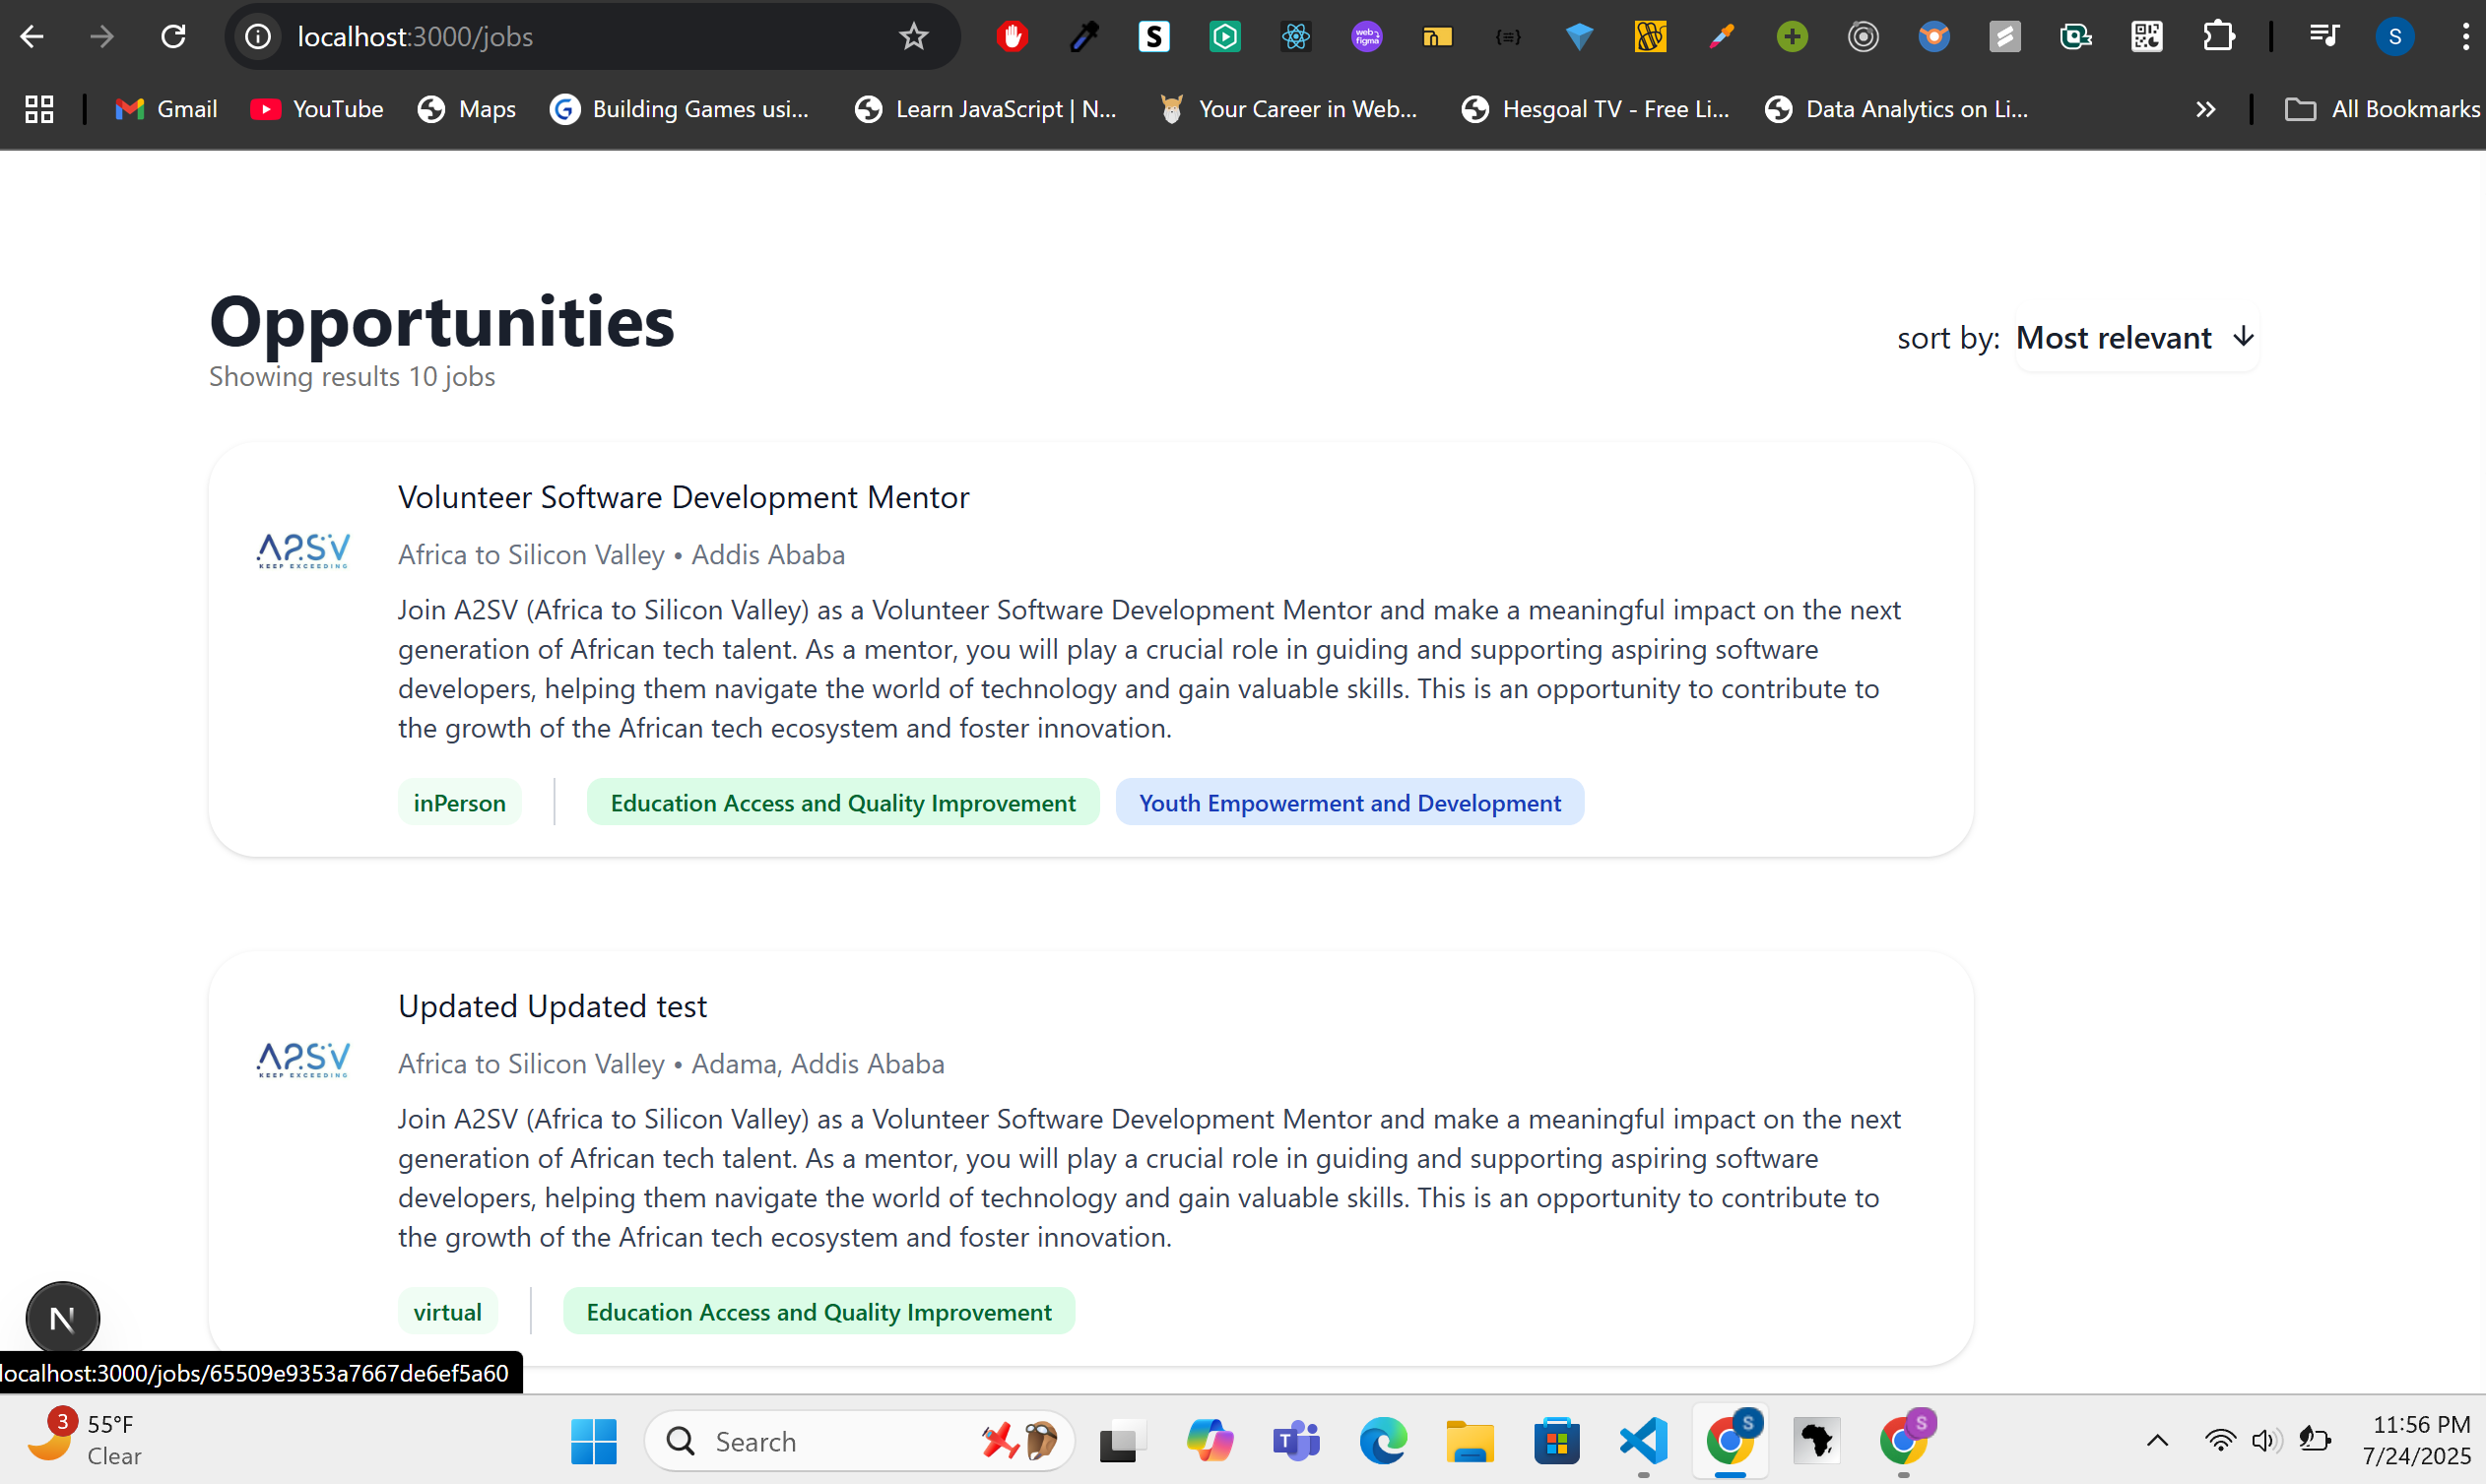 localhost:3000/jobs
S
web figma
{≡}
S
Gmail
YouTube
Maps
Building Games usi...
Learn JavaScript | N...
Your Career in Web...
Hesgoal TV - Free Li...
Data Analytics on Li...
All Bookmarks
Opportunities
Showing results 10 jobs
sort by: Most relevant
Volunteer Software Development Mentor
A2SV
KEEP EXCEEDING
Africa to Silicon Valley • Addis Ababa
Join A2SV (Africa to Silicon Valley) as a Volunteer Software Development Mentor and make a meaningful impact on the next
generation of African tech talent. As a mentor, you will play a crucial role in guiding and supporting aspiring software
developers, helping them navigate the world of technology and gain valuable skills. This is an opportunity to contribute to
the growth of the African tech ecosystem and foster innovation.
inPerson
Education Access and Quality Improvement
Youth Empowerment and Development
Updated Updated test
A2SV
KEEP EXCEEDING
Africa to Silicon Valley • Adama, Addis Ababa
Join A2SV (Africa to Silicon Valley) as a Volunteer Software Development Mentor and make a meaningful impact on the next
generation of African tech talent. As a mentor, you will play a crucial role in guiding and supporting aspiring software
developers, helping them navigate the world of technology and gain valuable skills. This is an opportunity to contribute to
the growth of the African tech ecosystem and foster innovation.
virtual
Education Access and Quality Improvement
N
localhost:3000/jobs/65509e9353a7667de6ef5a60
3
55°F
Clear
Search
T
S
S
11:56 PM
7/24/2025